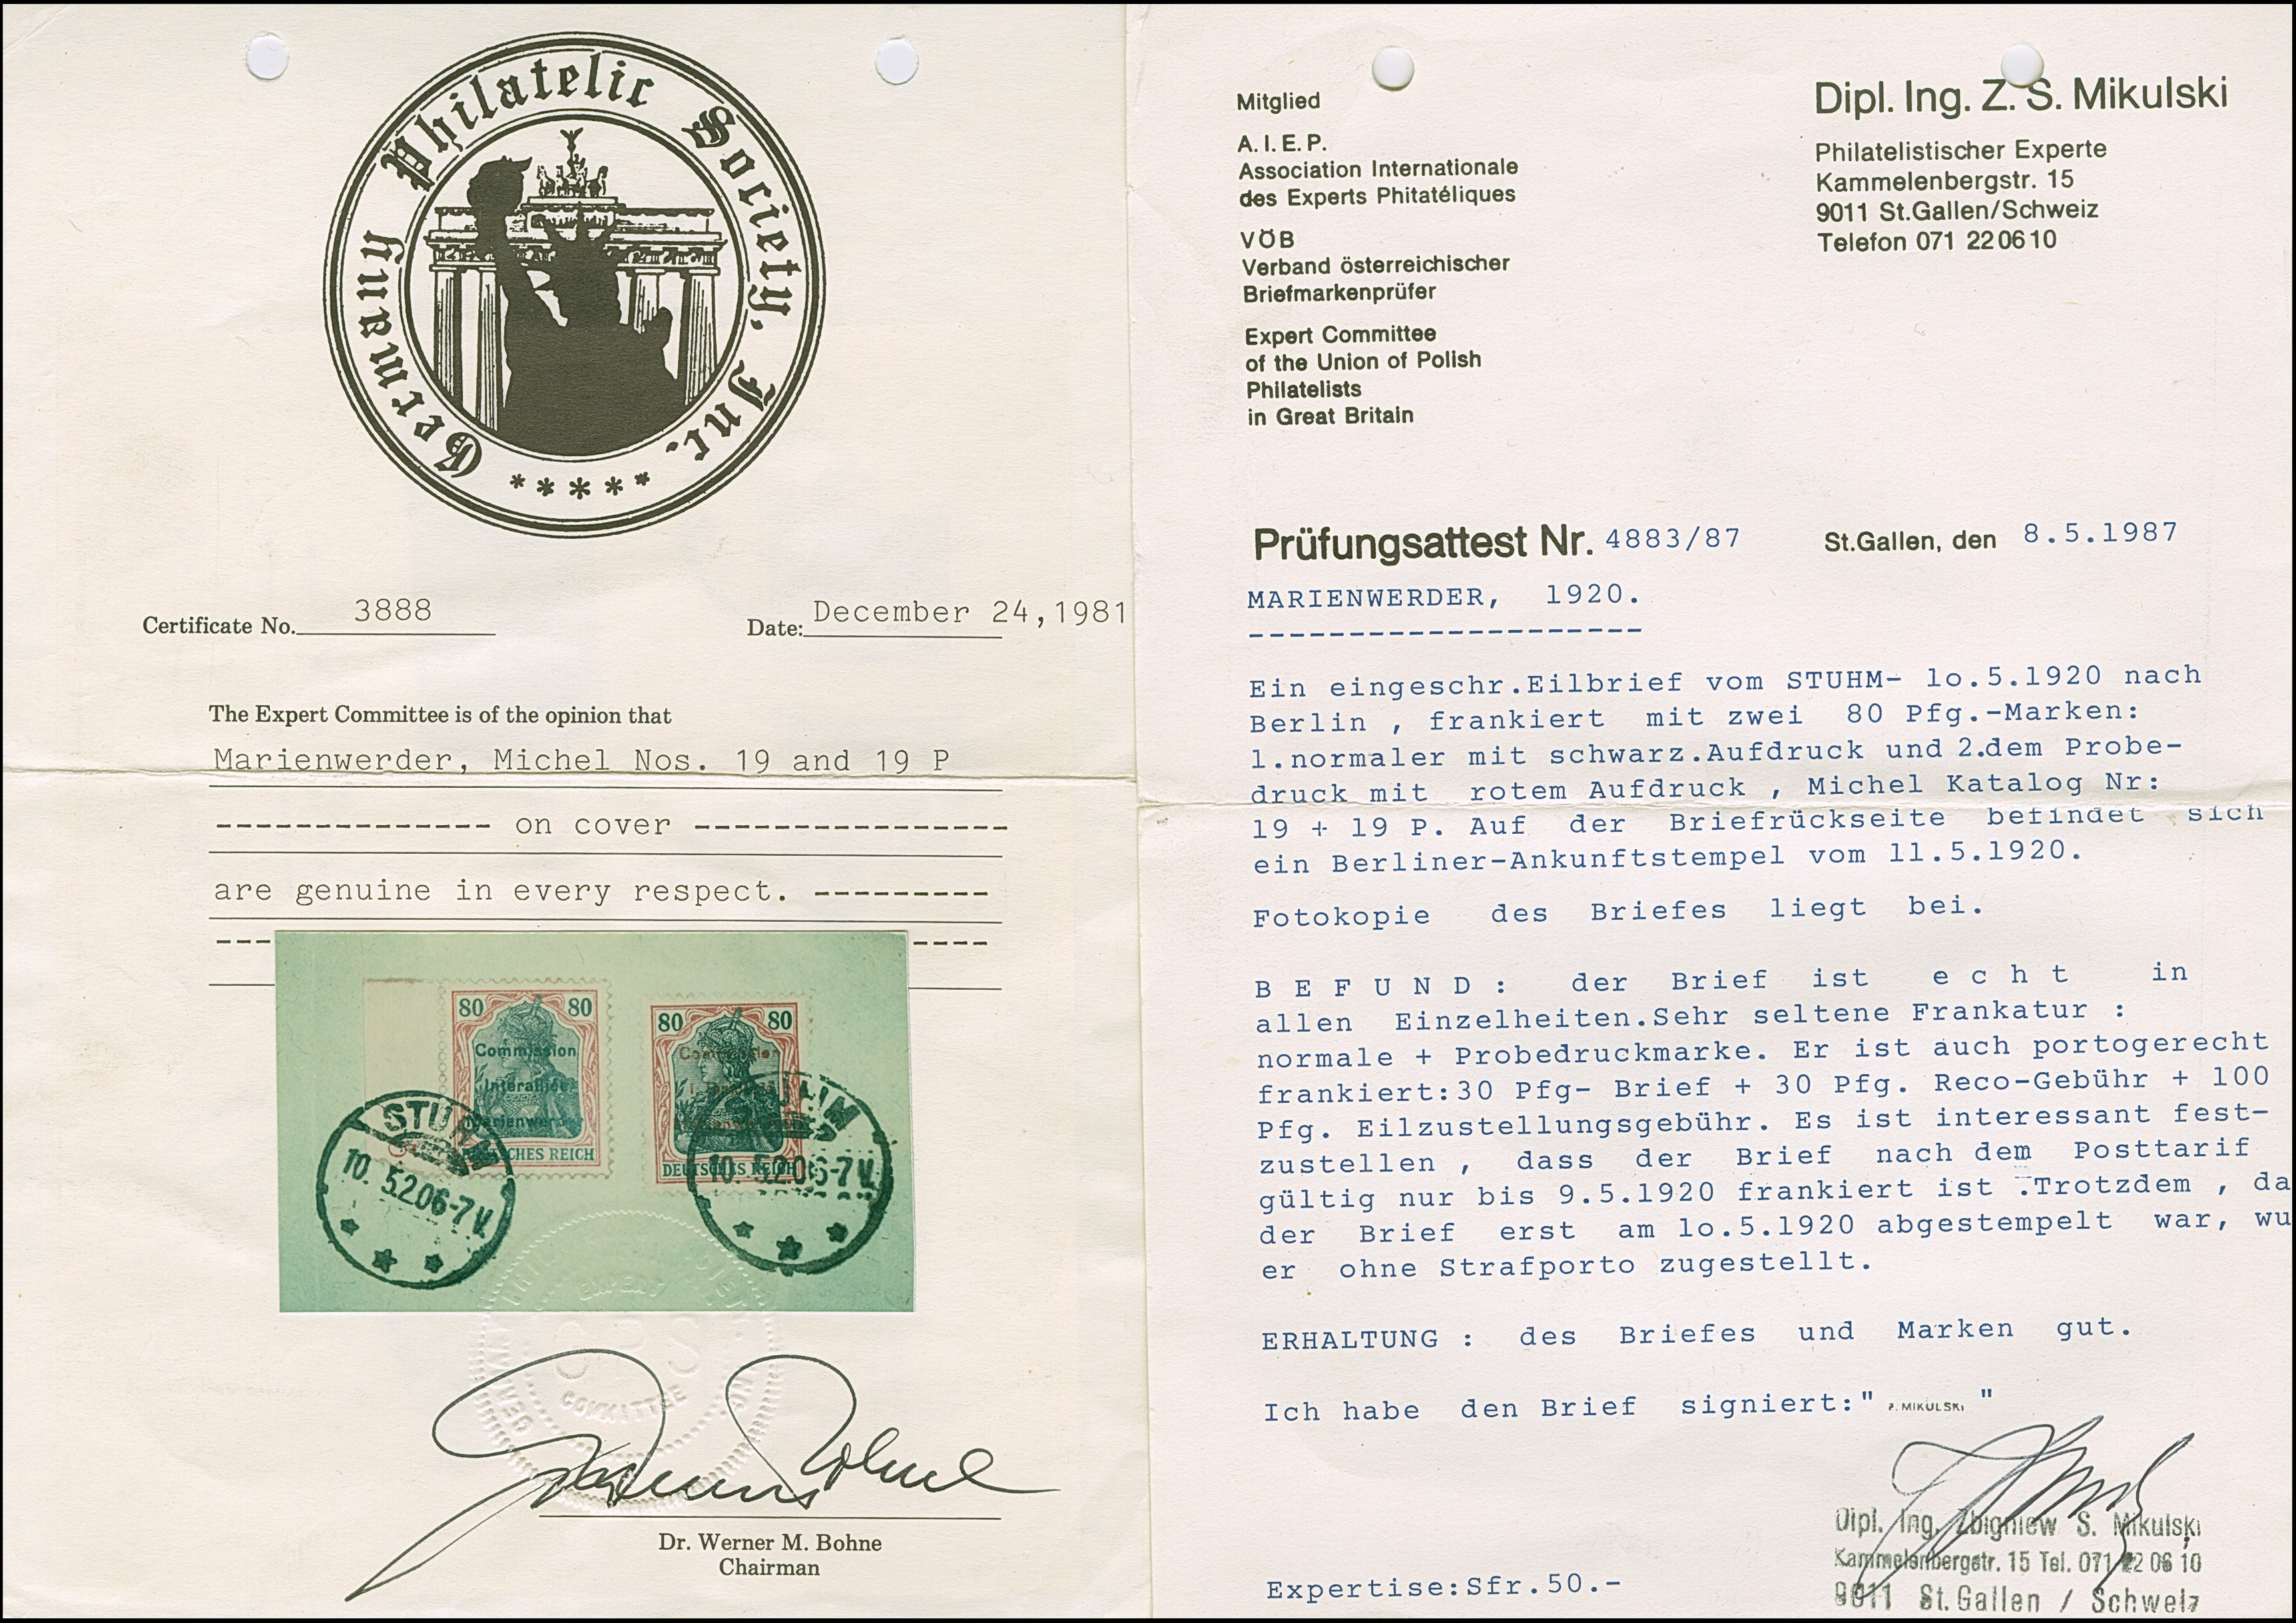 Germany Philatelic Society, Inc.
* * * * *
Certificate No. 3888
Date: December 24,1981
The Expert Committee is of the opinion that
Marienwerder, Michel Nos. 19 and 19 P
-------------- on cover ----------------
are genuine in every respect. ---------
--- ----
80 80
Commission
Interalliée
Marienwerder
DEUTSCHES REICH
STUHM
10. 5.20.6-7V.
80 80
Commission
DEUTSCHES REICH
STUHM
10. 5.20.6-7V.
GERMANY PHILATELIC SOCIETY
EXPERT
GPS
COMMITTEE
Dr. Werner M. Bohne
Chairman
Mitglied
A.I.E.P.
Association Internationale
des Experts Philatéliques
VÖB
Verband österreichischer
Briefmarkenprüfer
Expert Committee
of the Union of Polish
Philatelists
in Great Britain
Dipl. Ing. Z. S. Mikulski
Philatelistischer Experte
Kammelenbergstr. 15
9011 St.Gallen/Schweiz
Telefon 071 220610
Prüfungsattest Nr. 4883/87
St.Gallen, den 8.5.1987
MARIENWERDER, 1920.
--------------------
Ein eingeschr.Eilbrief vom STUHM- lo.5.1920 nach
Berlin , frankiert mit zwei 80 Pfg.-Marken:
1.normaler mit schwarz.Aufdruck und 2.dem Probe-
druck mit rotem Aufdruck , Michel Katalog Nr:
19 + 19 P. Auf der Briefrückseite befindet sich
ein Berliner-Ankunftstempel vom 11.5.1920.
Fotokopie des Briefes liegt bei.
B E F U N D : der Brief ist e c h t in
allen Einzelheiten.Sehr seltene Frankatur :
normale + Probedruckmarke. Er ist auch portogerecht
frankiert:30 Pfg- Brief + 30 Pfg. Reco-Gebühr + 100
Pfg. Eilzustellungsgebühr. Es ist interessant fest-
zustellen , dass der Brief nach dem Posttarif
gültig nur bis 9.5.1920 frankiert ist .Trotzdem , da
der Brief erst am lo.5.1920 abgestempelt war, wu
er ohne Strafporto zugestellt.
ERHALTUNG : des Briefes und Marken gut.
Ich habe den Brief signiert:" Z. MIKULSKI "
Dipl. Ing. Zbigniew S. Mikulski
Kammelenbergstr. 15 Tel. 071 22 06 10
9011 St. Gallen / Schweiz
Expertise:Sfr.50.-